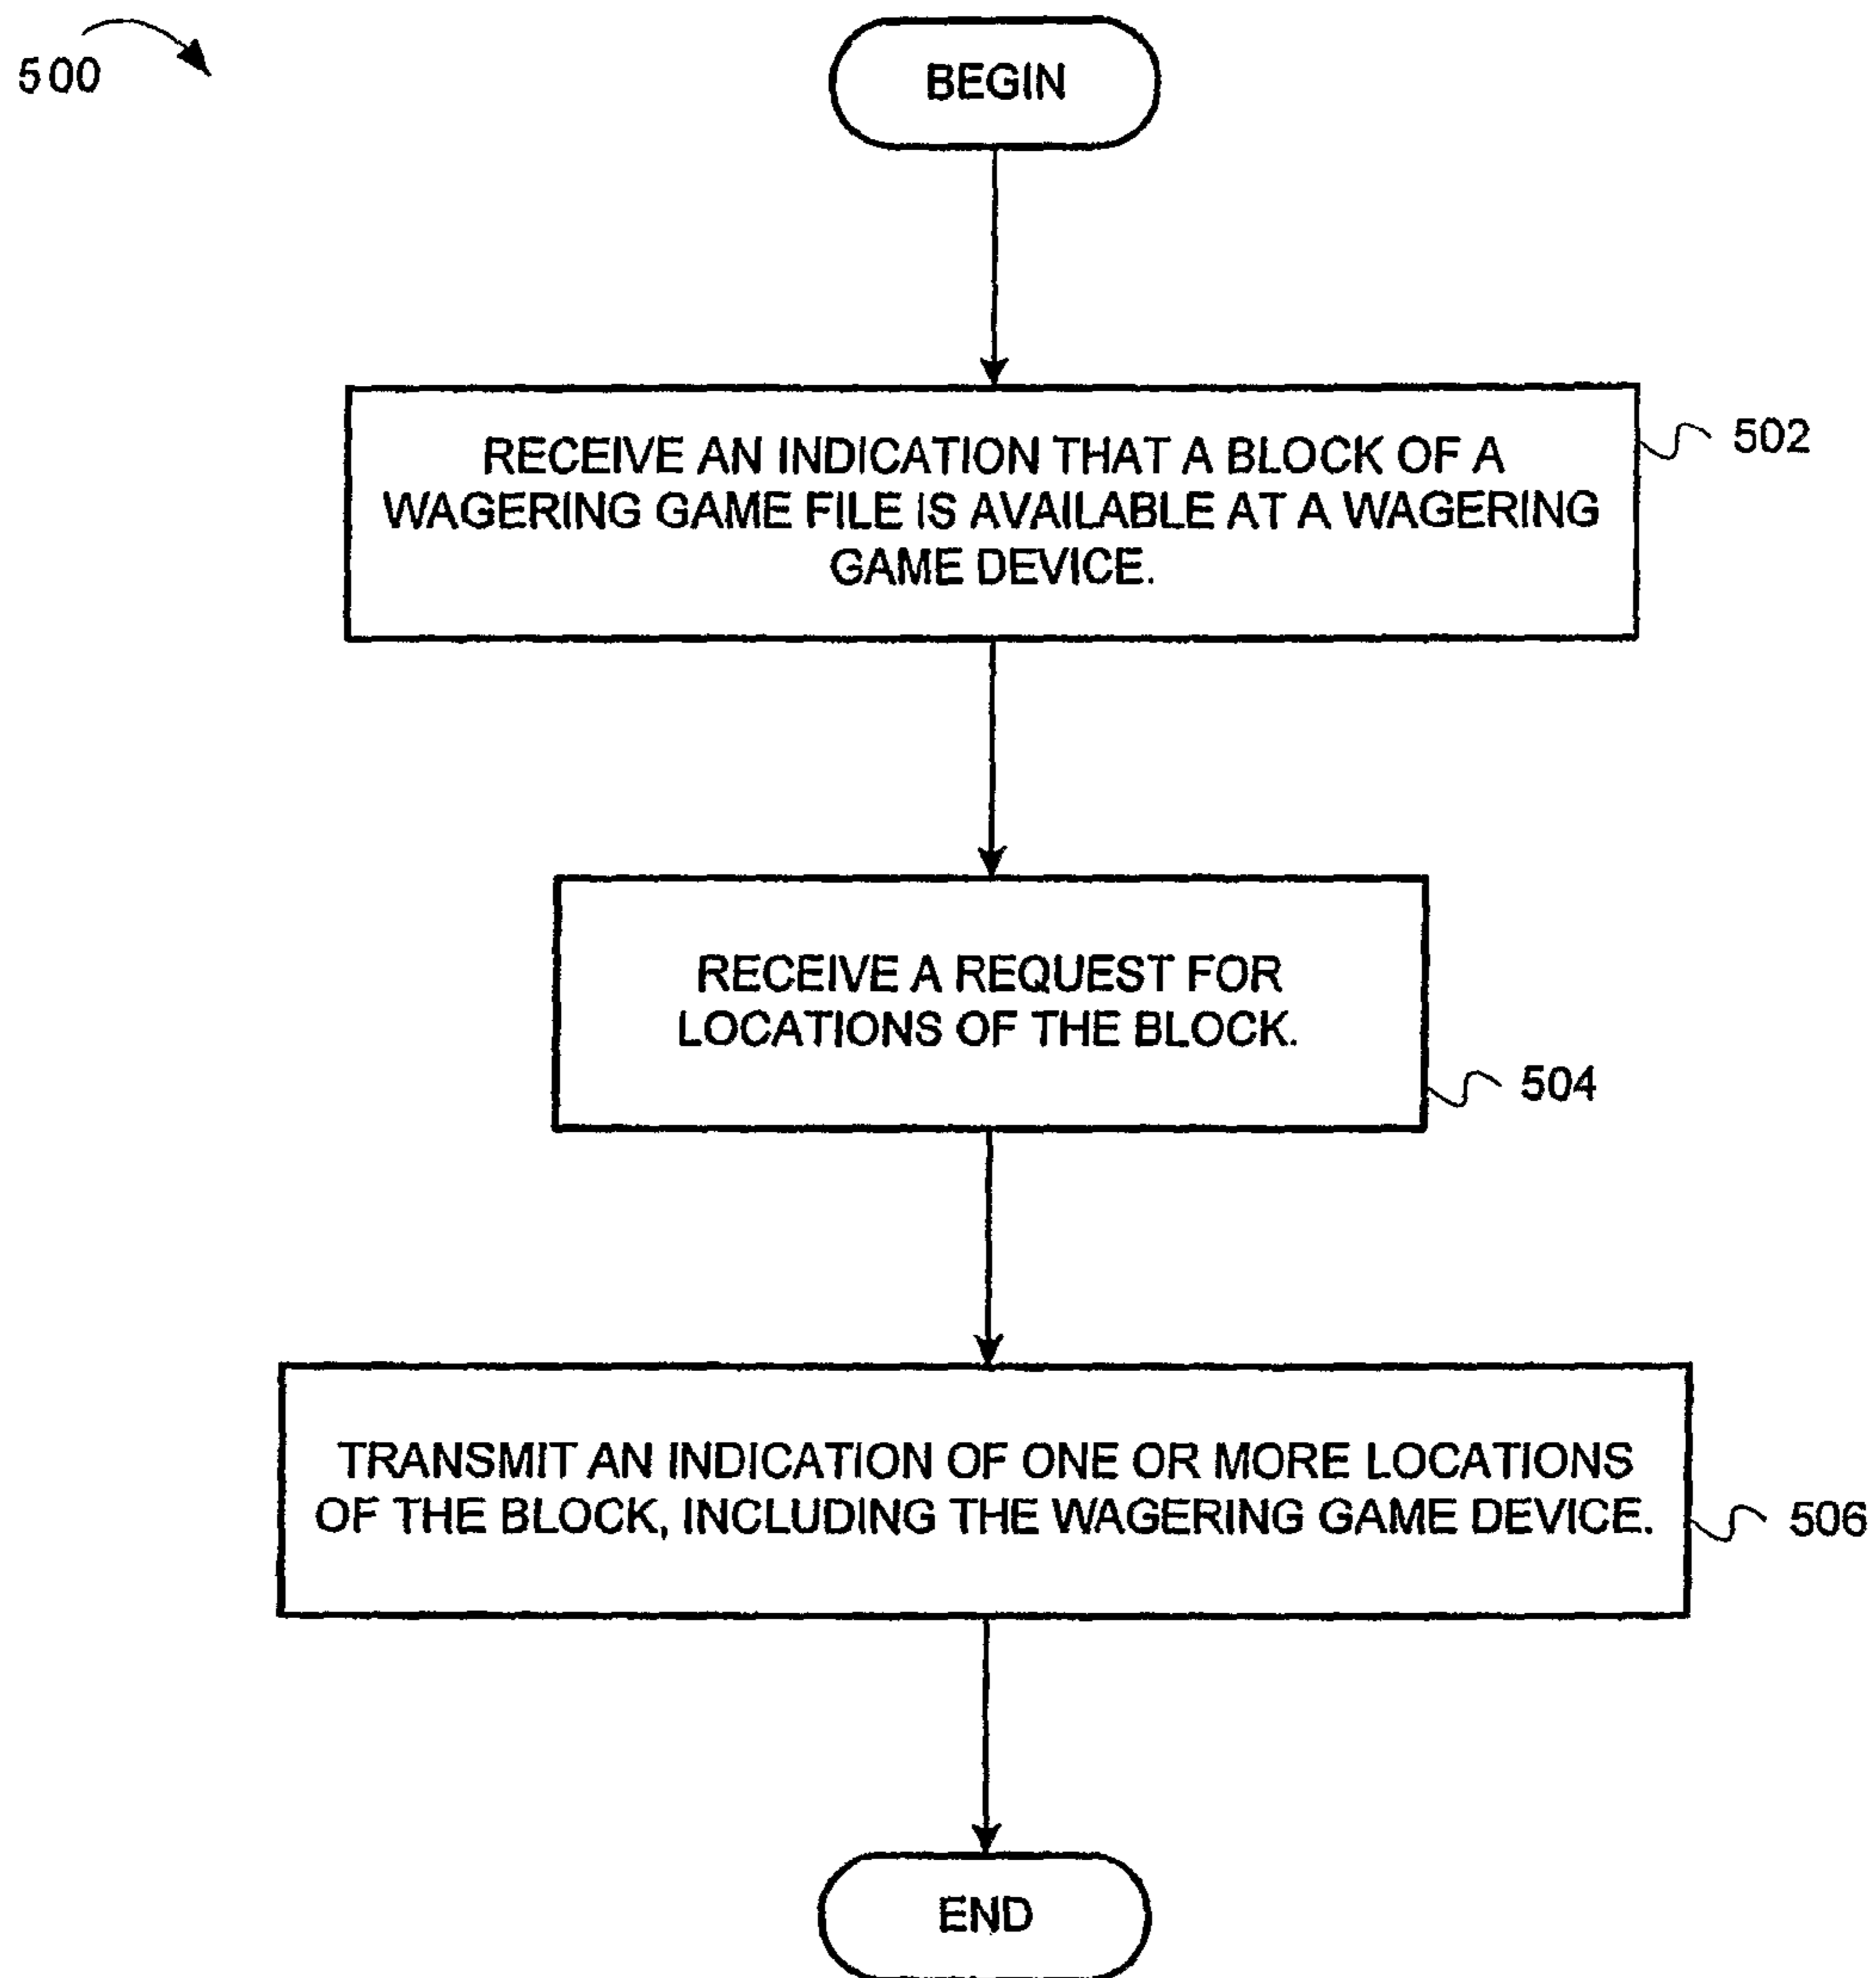 500
BEGIN
RECEIVE AN INDICATION THAT A BLOCK OF A
WAGERING GAME FILE IS AVAILABLE AT A WAGERING
GAME DEVICE.
502
RECEIVE A REQUEST FOR
LOCATIONS OF THE BLOCK.
504
TRANSMIT AN INDICATION OF ONE OR MORE LOCATIONS
OF THE BLOCK, INCLUDING THE WAGERING GAME DEVICE.
506
END